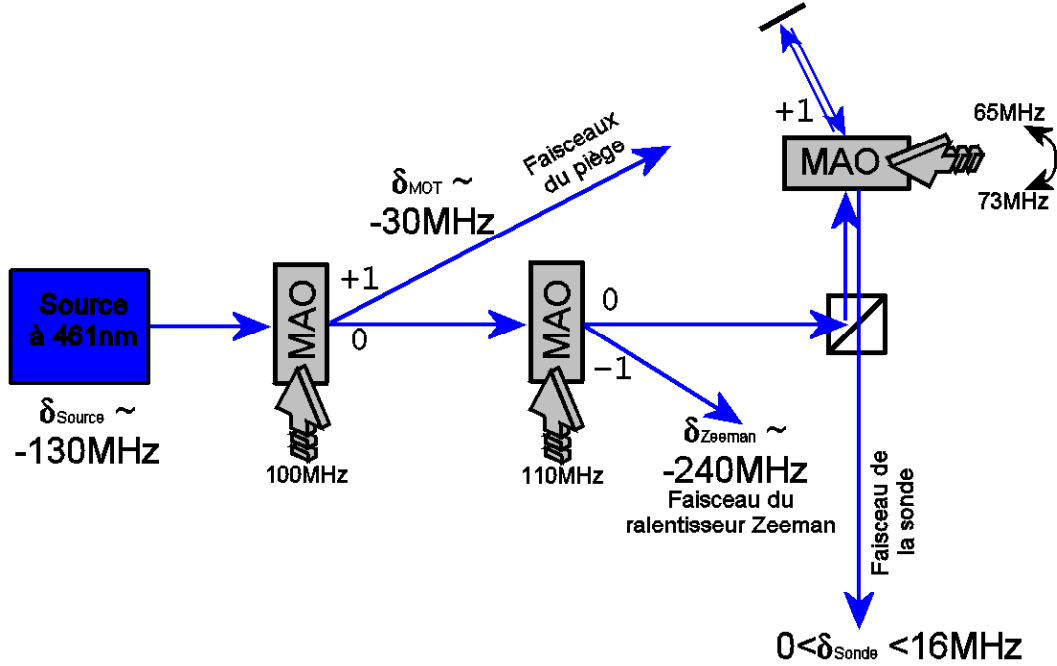 Source
à 461nm
δSource ~
-130MHz
MAO
100MHz
+1
0
δMOT ~
-30MHz
Faisceaux
du piège
MAO
110MHz
0
-1
δZeeman ~
-240MHz
Faisceau du
ralentisseur Zeeman
+1
MAO
65MHz
73MHz
Faisceau de
la sonde
0<δSonde <16MHz